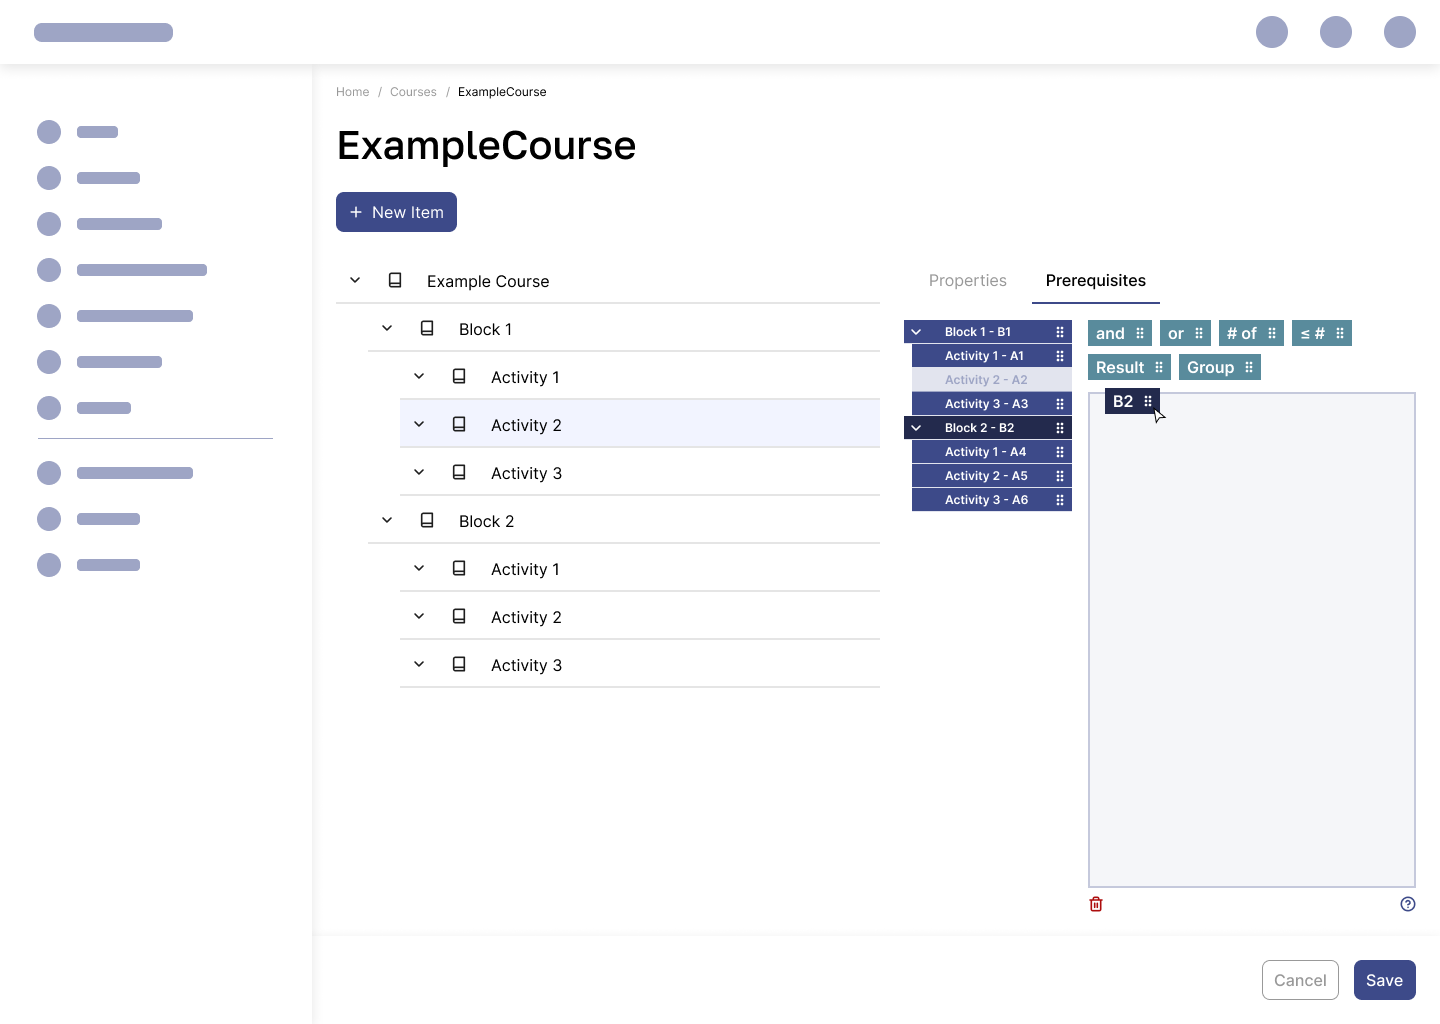 Home / Courses / ExampleCourse
ExampleCourse
+ New Item
Example Course
Block 1
Activity 1
Activity 2
Activity 3
Block 2
Activity 1
Activity 2
Activity 3
Properties Prerequisites
Block 1 - B1
Activity 1 - A1
Activity 2 - A2
Activity 3 - A3
Block 2 - B2
Activity 1 - A4
Activity 2 - A5
Activity 3 - A6
and or # of ≤ #
Result Group
B2
Cancel Save